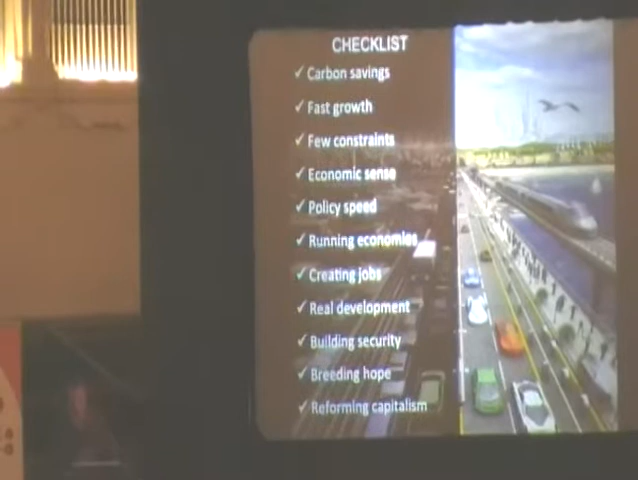 CHECKLIST
✓ Carbon savings
✓ Fast growth
✓ Few constraints
✓ Economic sense
✓ Policy speed
✓ Running economies
✓ Creating jobs
✓ Real development
✓ Building security
✓ Breeding hope
✓ Reforming capitalism